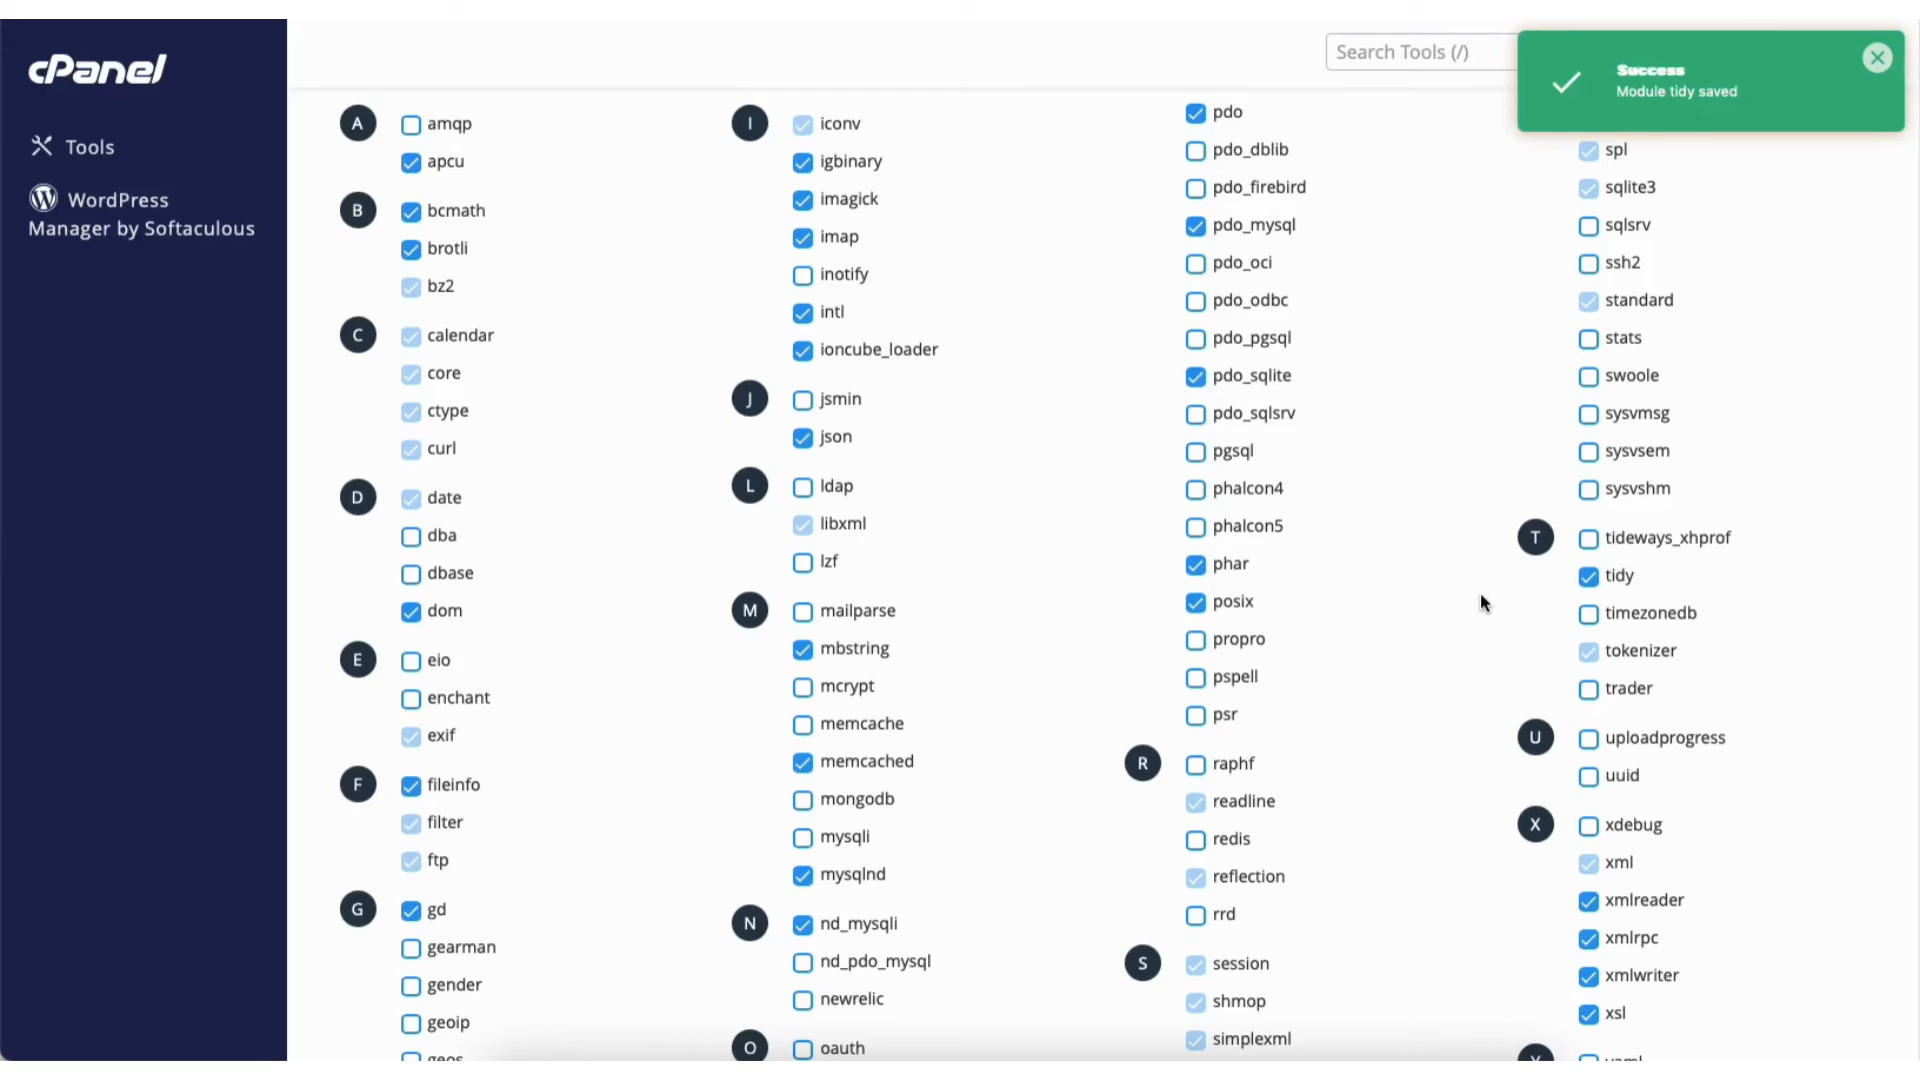 cPanel
Tools
WordPress
Manager by Softaculous
Search Tools (/)
Success
Module tidy saved
A
amqp
apcu
B
bcmath
brotli
bz2
C
calendar
core
ctype
curl
D
date
dba
dbase
dom
E
eio
enchant
exif
F
fileinfo
filter
ftp
G
gd
gearman
gender
geoip
geos
I
iconv
igbinary
imagick
imap
inotify
intl
ioncube_loader
J
jsmin
json
L
ldap
libxml
lzf
M
mailparse
mbstring
mcrypt
memcache
memcached
mongodb
mysqli
mysqlnd
N
nd_mysqli
nd_pdo_mysql
newrelic
O
oauth
pdo
pdo_dblib
pdo_firebird
pdo_mysql
pdo_oci
pdo_odbc
pdo_pgsql
pdo_sqlite
pdo_sqlsrv
pgsql
phalcon4
phalcon5
phar
posix
propro
pspell
psr
R
raphf
readline
redis
reflection
rrd
S
session
shmop
simplexml
spl
sqlite3
sqlsrv
ssh2
standard
stats
swoole
sysvmsg
sysvsem
sysvshm
T
tideways_xhprof
tidy
timezonedb
tokenizer
trader
U
uploadprogress
uuid
X
xdebug
xml
xmlreader
xmlrpc
xmlwriter
xsl
Y
yaml